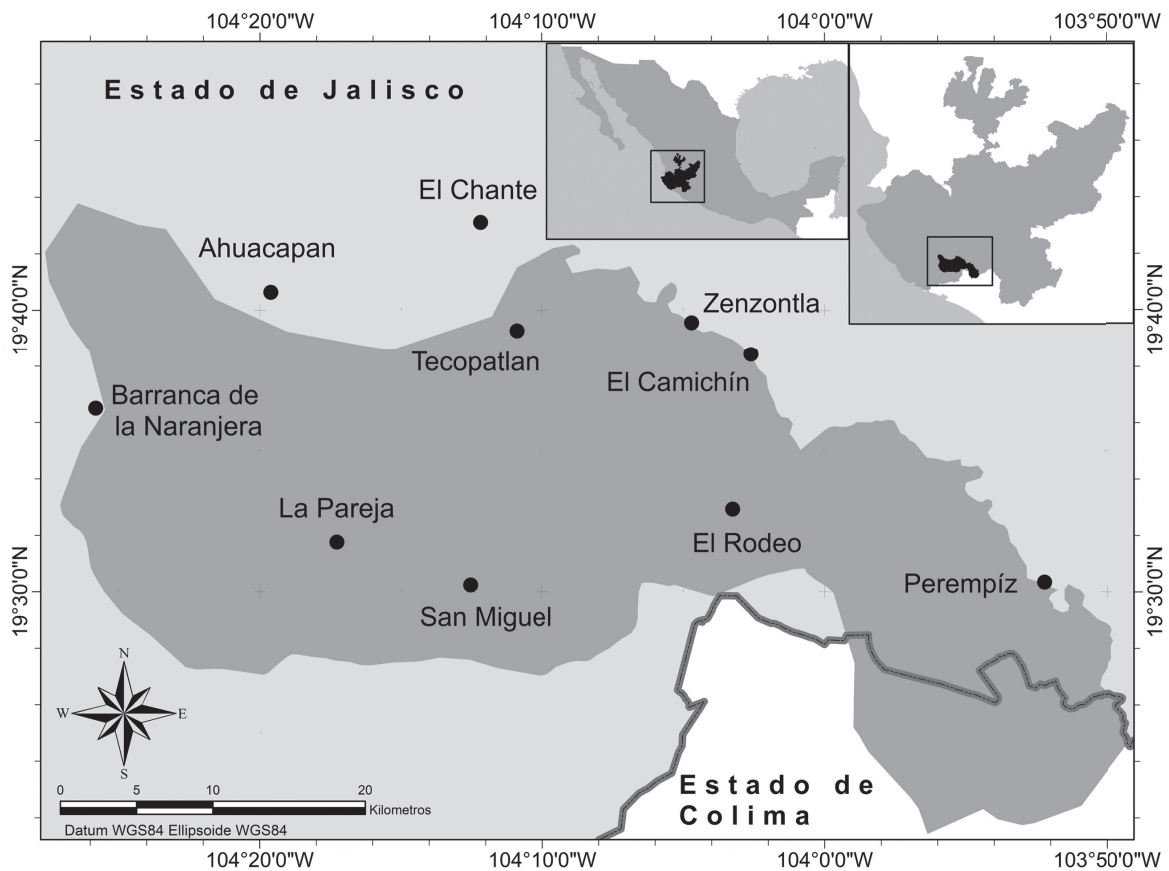 104°20'0"W 104°10'0"W 104°0'0"W 103°50'0"W
Estado de Jalisco
El Chante
Ahuacapan
19°40'0"N
19°40'0"N
Zenzontla
Tecopatlan
El Camichín
Barranca de
la Naranjera
La Pareja
El Rodeo
19°30'0"N
Perempíz
19°30'0"N
San Miguel
N
W E
S
Estado de
Colima
0 5 10 20
Kilometros
Datum WGS84 Ellipsoide WGS84
104°20'0"W 104°10'0"W 104°0'0"W 103°50'0"W